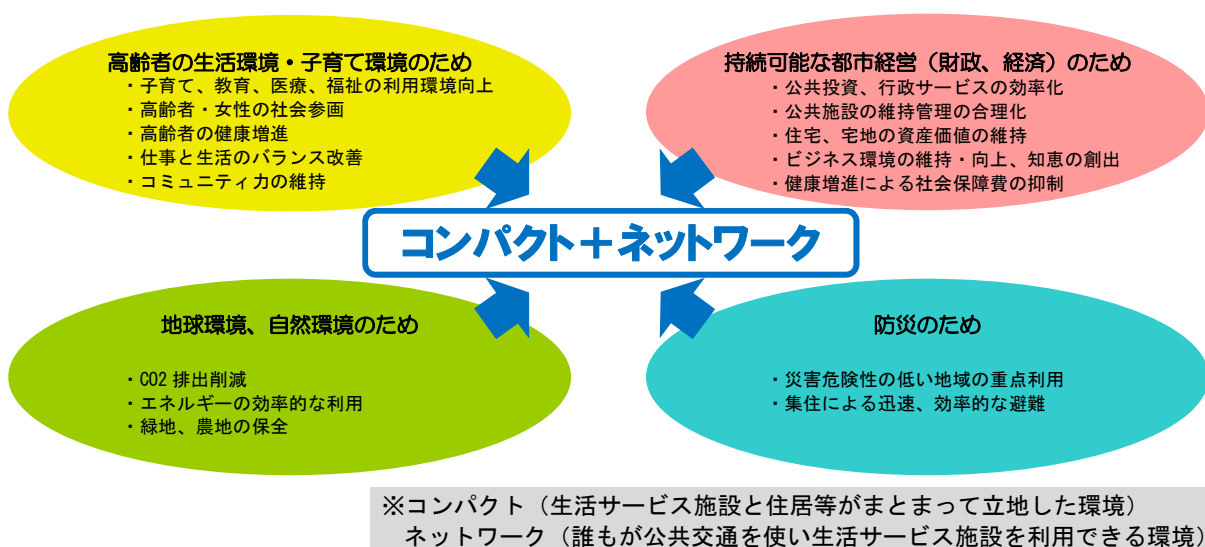 高齢者の生活環境・子育て環境のため
・子育て、教育、医療、福祉の利用環境向上
・高齢者・女性の社会参画
・高齢者の健康増進
・仕事と生活のバランス改善
・コミュニティ力の維持
持続可能な都市経営（財政、経済）のため
・公共投資、行政サービスの効率化
・公共施設の維持管理の合理化
・住宅、宅地の資産価値の維持
・ビジネス環境の維持・向上、知恵の創出
・健康増進による社会保障費の抑制
コンパクト＋ネットワーク
地球環境、自然環境のため
・CO2 排出削減
・エネルギーの効率的な利用
・緑地、農地の保全
防災のため
・災害危険性の低い地域の重点利用
・集住による迅速、効率的な避難
※コンパクト（生活サービス施設と住居等がまとまって立地した環境）
ネットワーク（誰もが公共交通を使い生活サービス施設を利用できる環境）